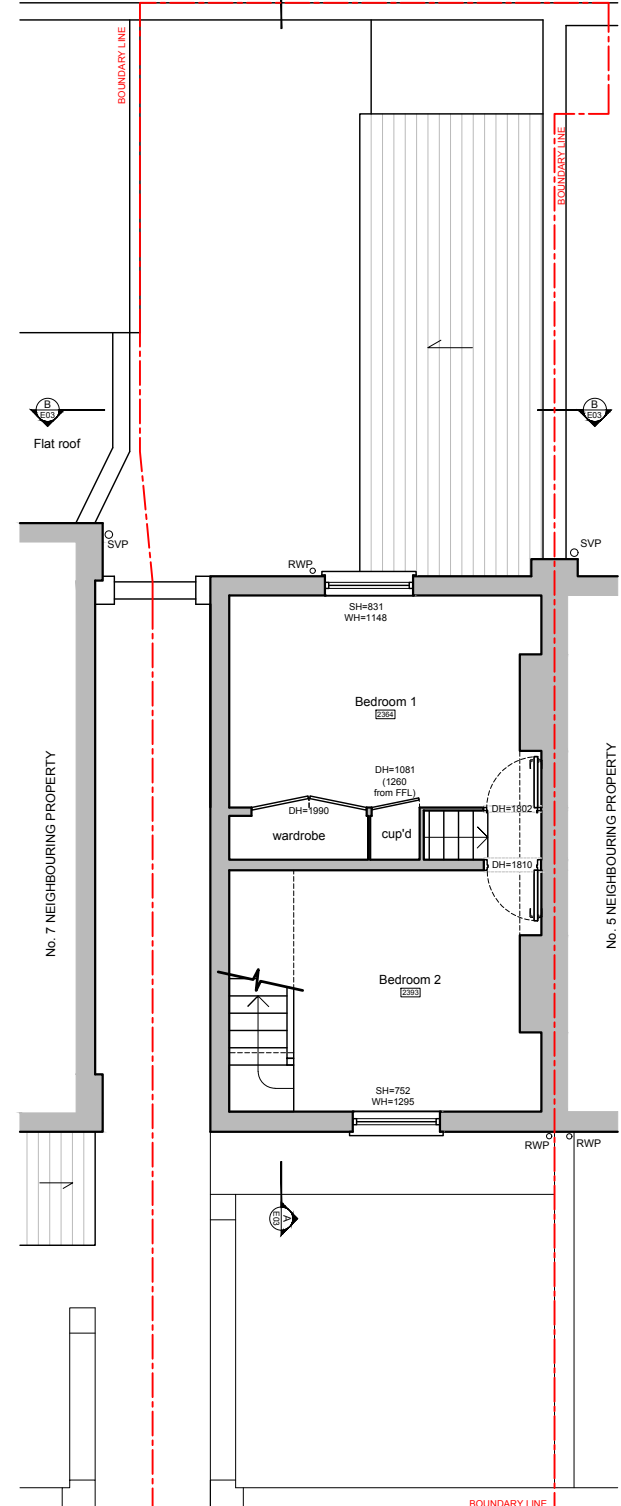 BOUNDARY LINE
BOUNDARY LINE
B
E03
B
E03
Flat roof
SVP
SVP
RWP
SH=831
WH=1148
Bedroom 1
2364
DH=1081
(1260
from FFL)
DH=1990
DH=1802
wardrobe
cup'd
DH=1810
No. 7 NEIGHBOURING PROPERTY
No. 5 NEIGHBOURING PROPERTY
Bedroom 2
2393
SH=752
WH=1295
RWP
RWP
A
E03
BOUNDARY LINE